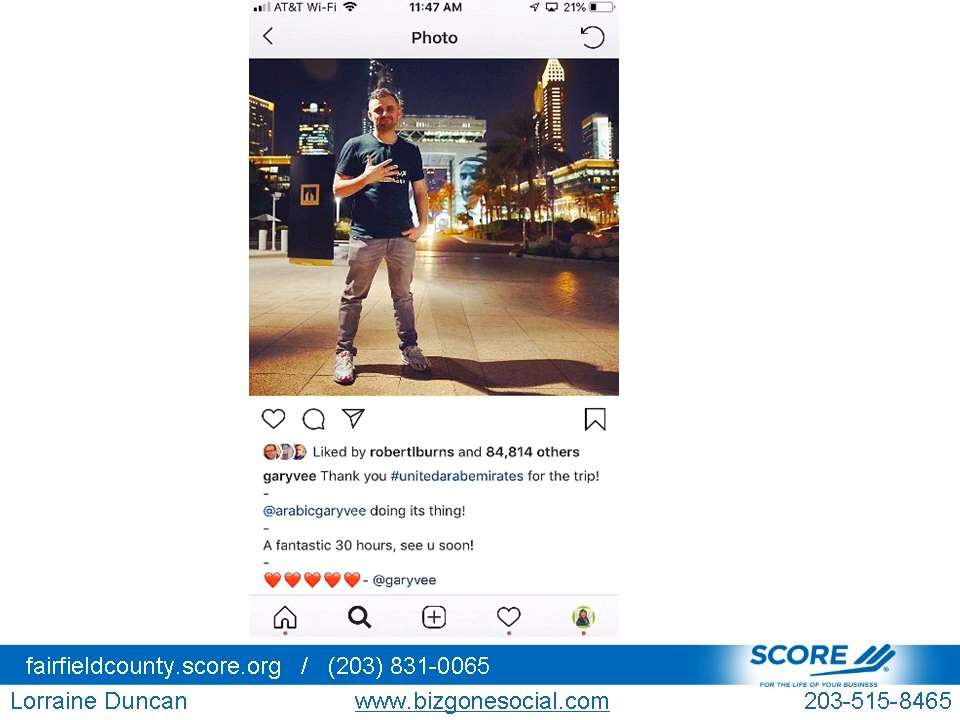 AT&T Wi-Fi 11:47 AM 21%
Photo
Liked by robertlburns and 84,814 others
garyvee Thank you #unitedarabemirates for the trip!
-
@arabicgaryvee doing its thing!
-
A fantastic 30 hours, see u soon!
-
❤️❤️❤️❤️❤️- @garyvee
fairfieldcounty.score.org / (203) 831-0065
SCORE
FOR THE LIFE OF YOUR BUSINESS
Lorraine Duncan www.bizgonesocial.com 203-515-8465